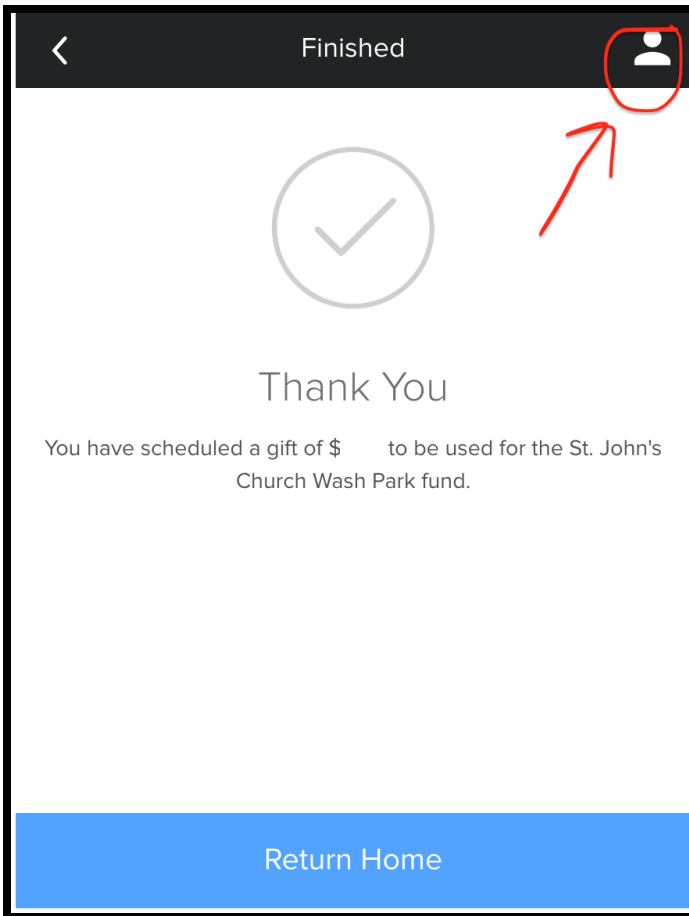 Finished
Thank You
You have scheduled a gift of $ to be used for the St. John's
Church Wash Park fund.
Return Home